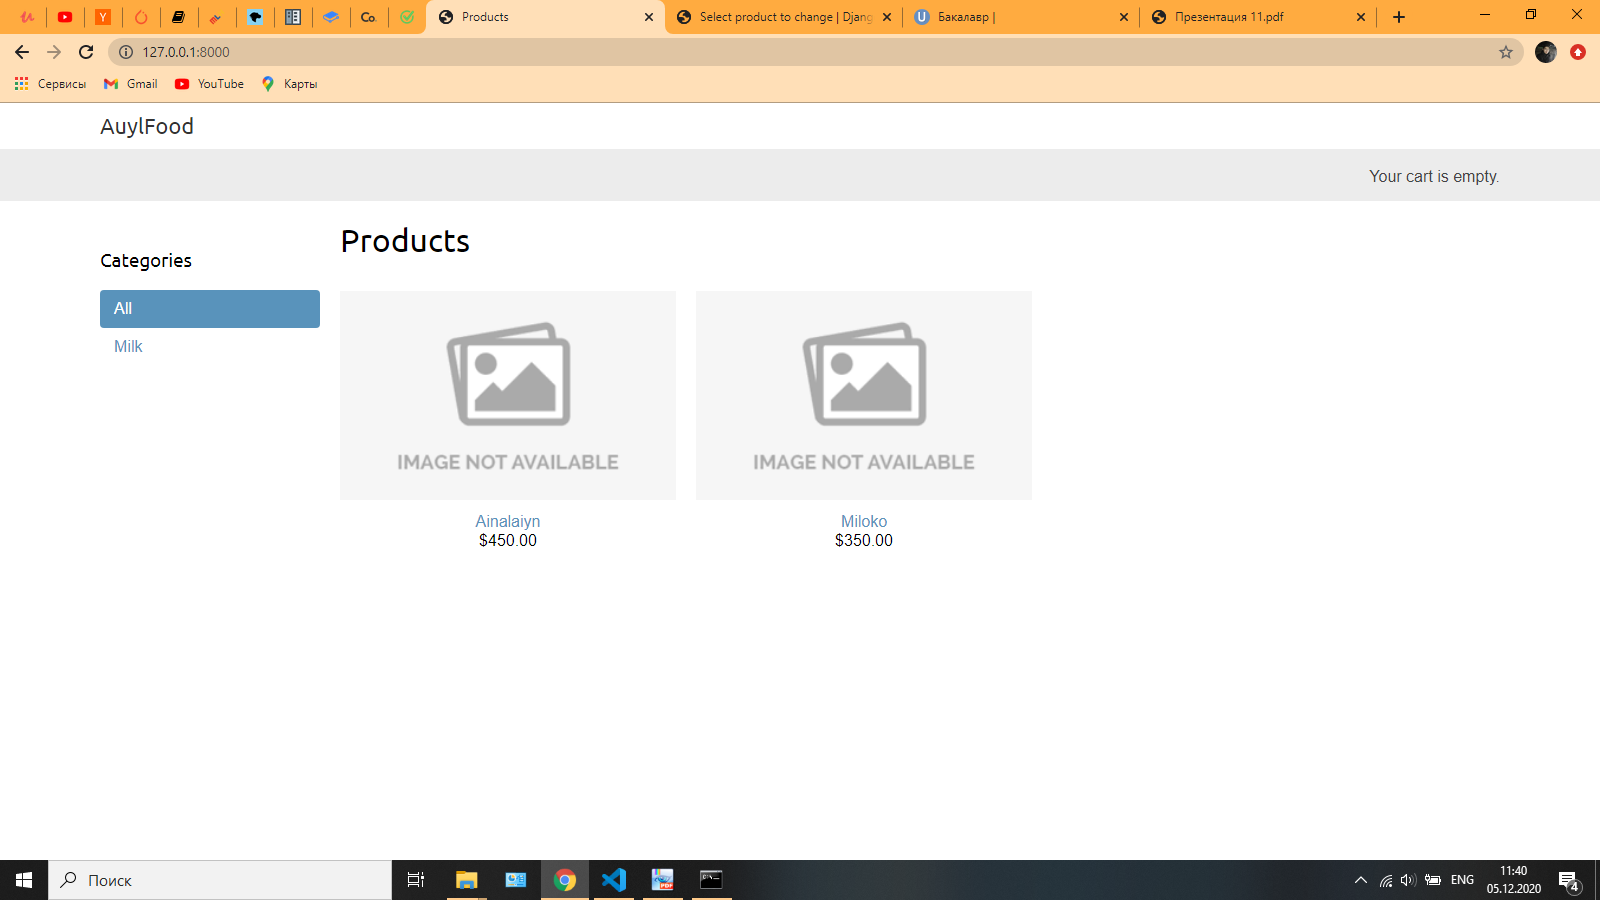 Products
Select product to change | Djang
Бакалавр |
Презентация 11.pdf
Co.
127.0.0.1:8000
Сервисы
Gmail
YouTube
Карты
AuylFood
Your cart is empty.
Products
Categories
All
Milk
IMAGE NOT AVAILABLE
IMAGE NOT AVAILABLE
Ainalaiyn
$450.00
Miloko
$350.00
Поиск
ENG
11:40
05.12.2020
4